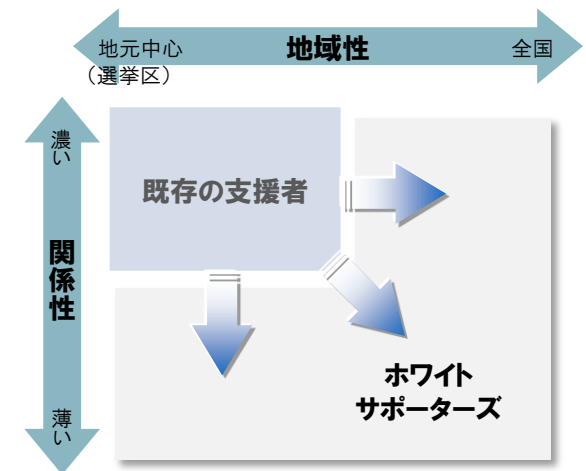 地域性
地元中心
（選挙区）
全国
濃い
関係性
薄い
既存の支援者
ホワイト
サポーターズ